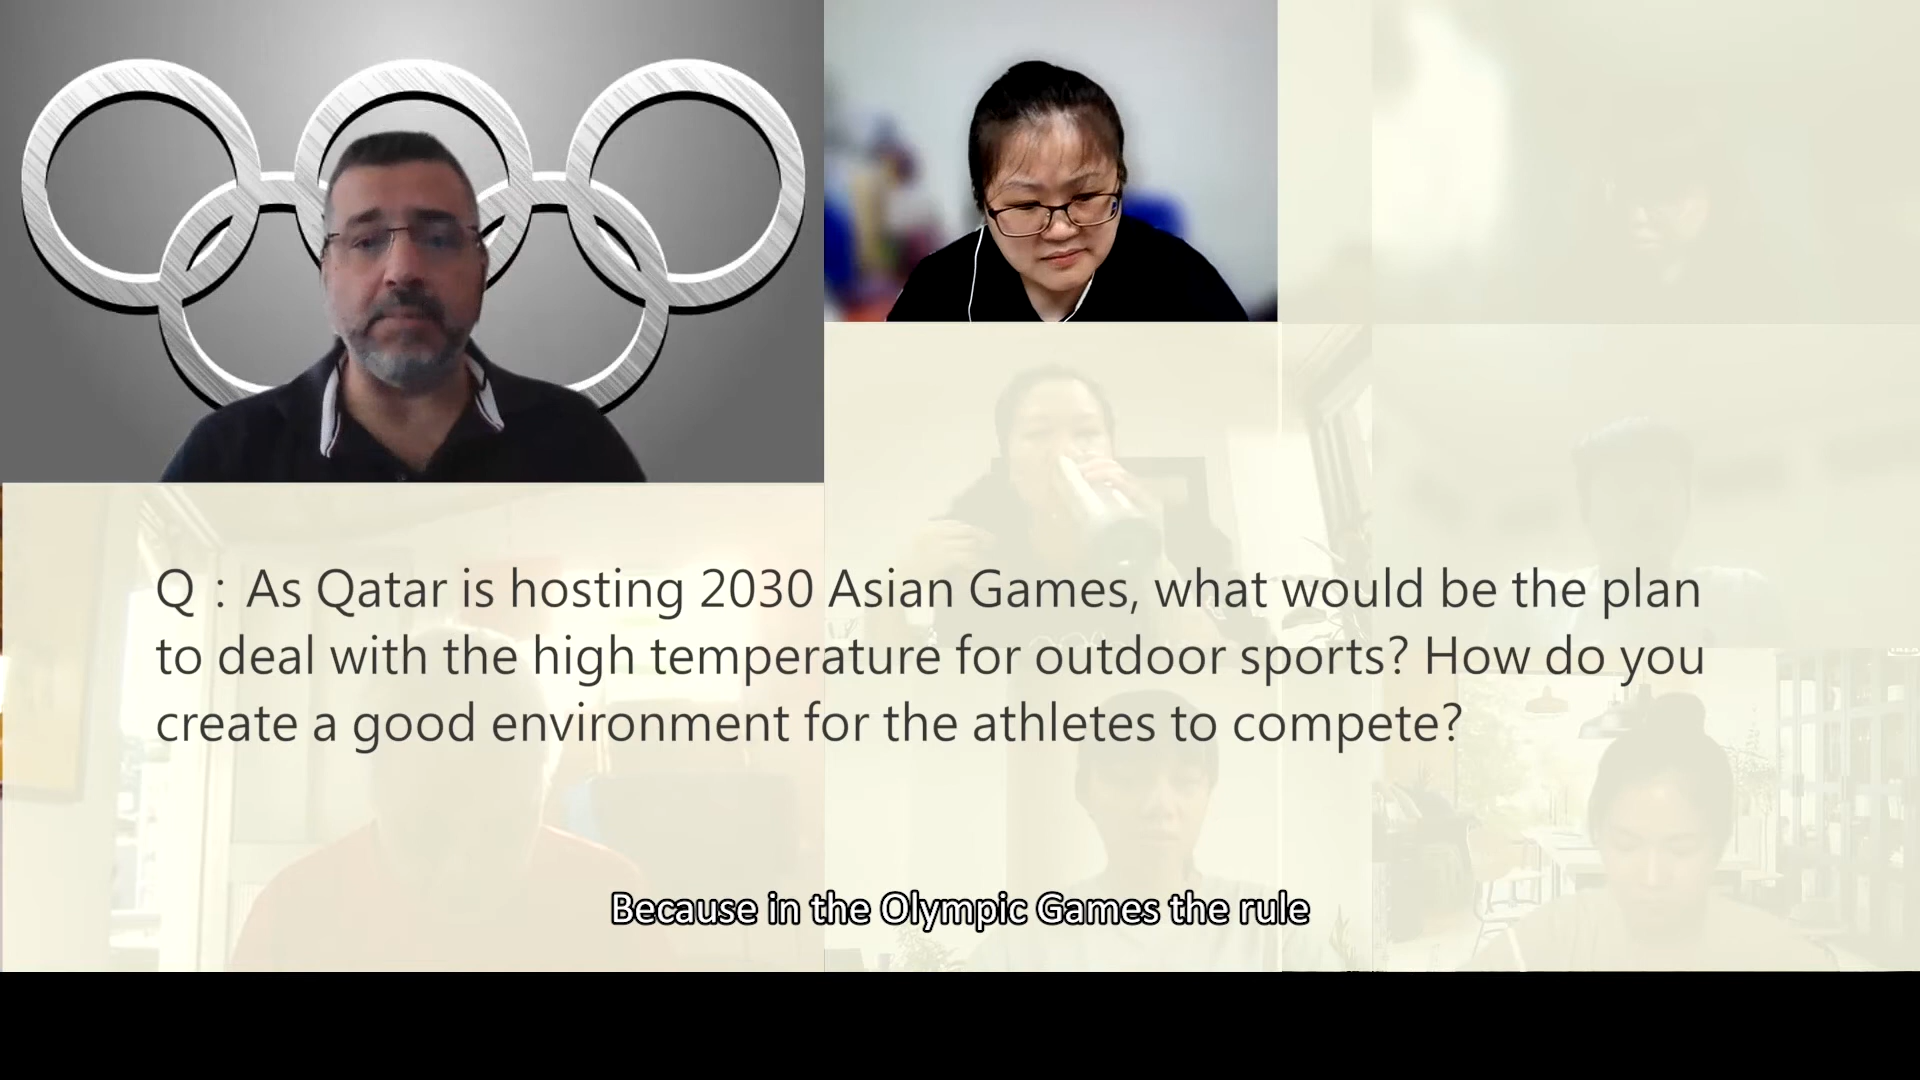 Q : As Qatar is hosting 2030 Asian Games, what would be the plan
to deal with the high temperature for outdoor sports? How do you
create a good environment for the athletes to compete?
Because in the Olympic Games the rule